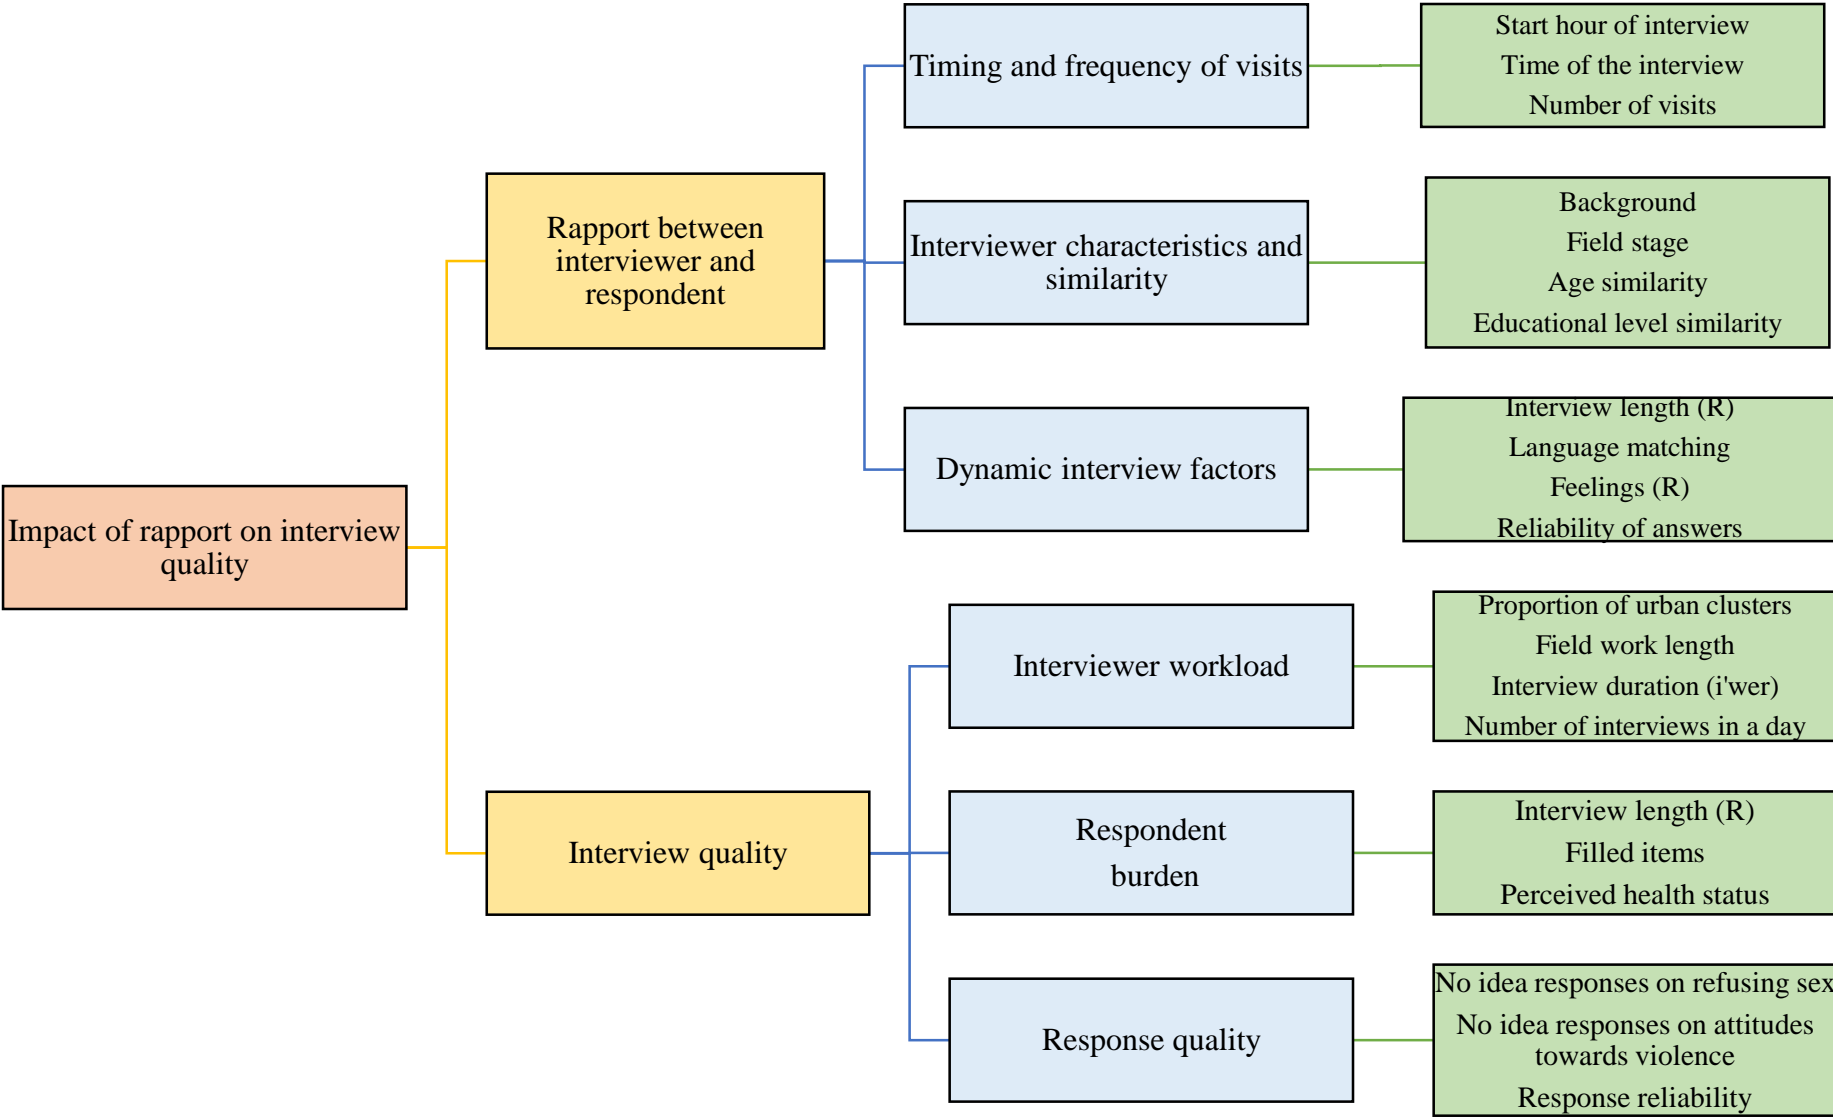 Impact of rapport on interview
quality
Rapport between
interviewer and
respondent
Timing and frequency of visits
Start hour of interview
Time of the interview
Number of visits
Interviewer characteristics and
similarity
Background
Field stage
Age similarity
Educational level similarity
Dynamic interview factors
Interview length (R)
Language matching
Feelings (R)
Reliability of answers
Interview quality
Interviewer workload
Proportion of urban clusters
Field work length
Interview duration (i'wer)
Number of interviews in a day
Respondent
burden
Interview length (R)
Filled items
Perceived health status
Response quality
No idea responses on refusing sex
No idea responses on attitudes
towards violence
Response reliability